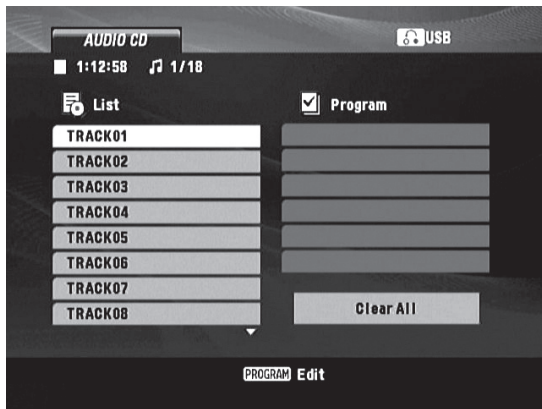 AUDIO CD
USB
1:12:58 1/18
List
Program
TRACK01
TRACK02
TRACK03
TRACK04
TRACK05
TRACK06
TRACK07
TRACK08
Clear All
PROGRAM Edit